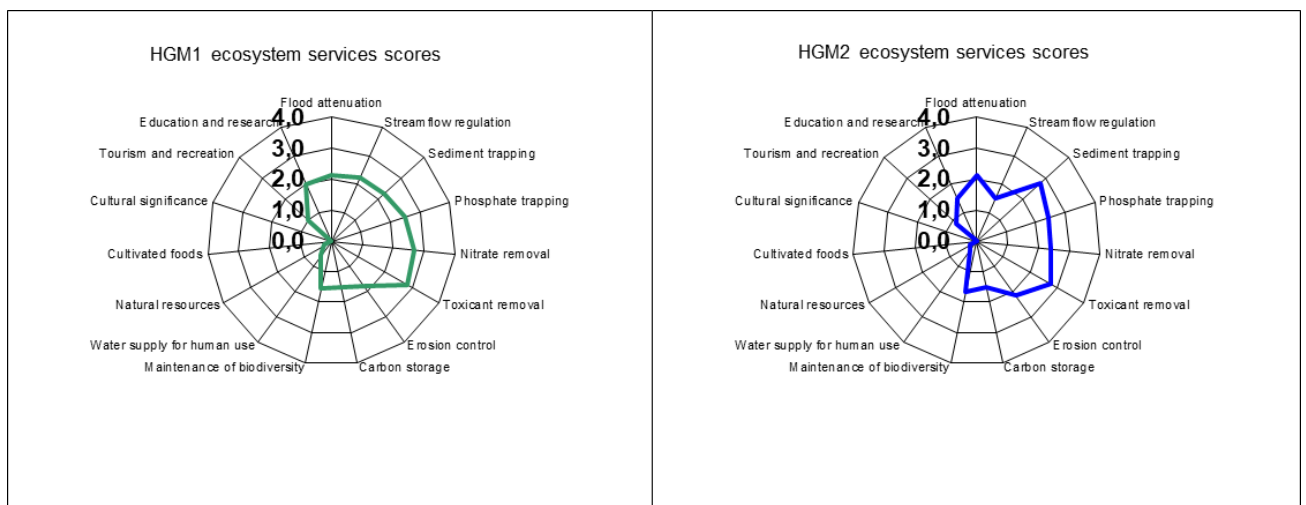 HGM1 ecosystem services scores
Flood attenuation
4,0
Education and research
Streamflow regulation
3,0
Tourism and recreation
Sediment trapping
2,0
Cultural significance
Phosphate trapping
1,0
0,0
Cultivated foods
Nitrate removal
Natural resources
Toxicant removal
Water supply for human use
Erosion control
Maintenance of biodiversity
Carbon storage
HGM2 ecosystem services scores
Flood attenuation
4,0
Education and research
Streamflow regulation
3,0
Tourism and recreation
Sediment trapping
2,0
Cultural significance
Phosphate trapping
1,0
0,0
Cultivated foods
Nitrate removal
Natural resources
Toxicant removal
Water supply for human use
Erosion control
Maintenance of biodiversity
Carbon storage